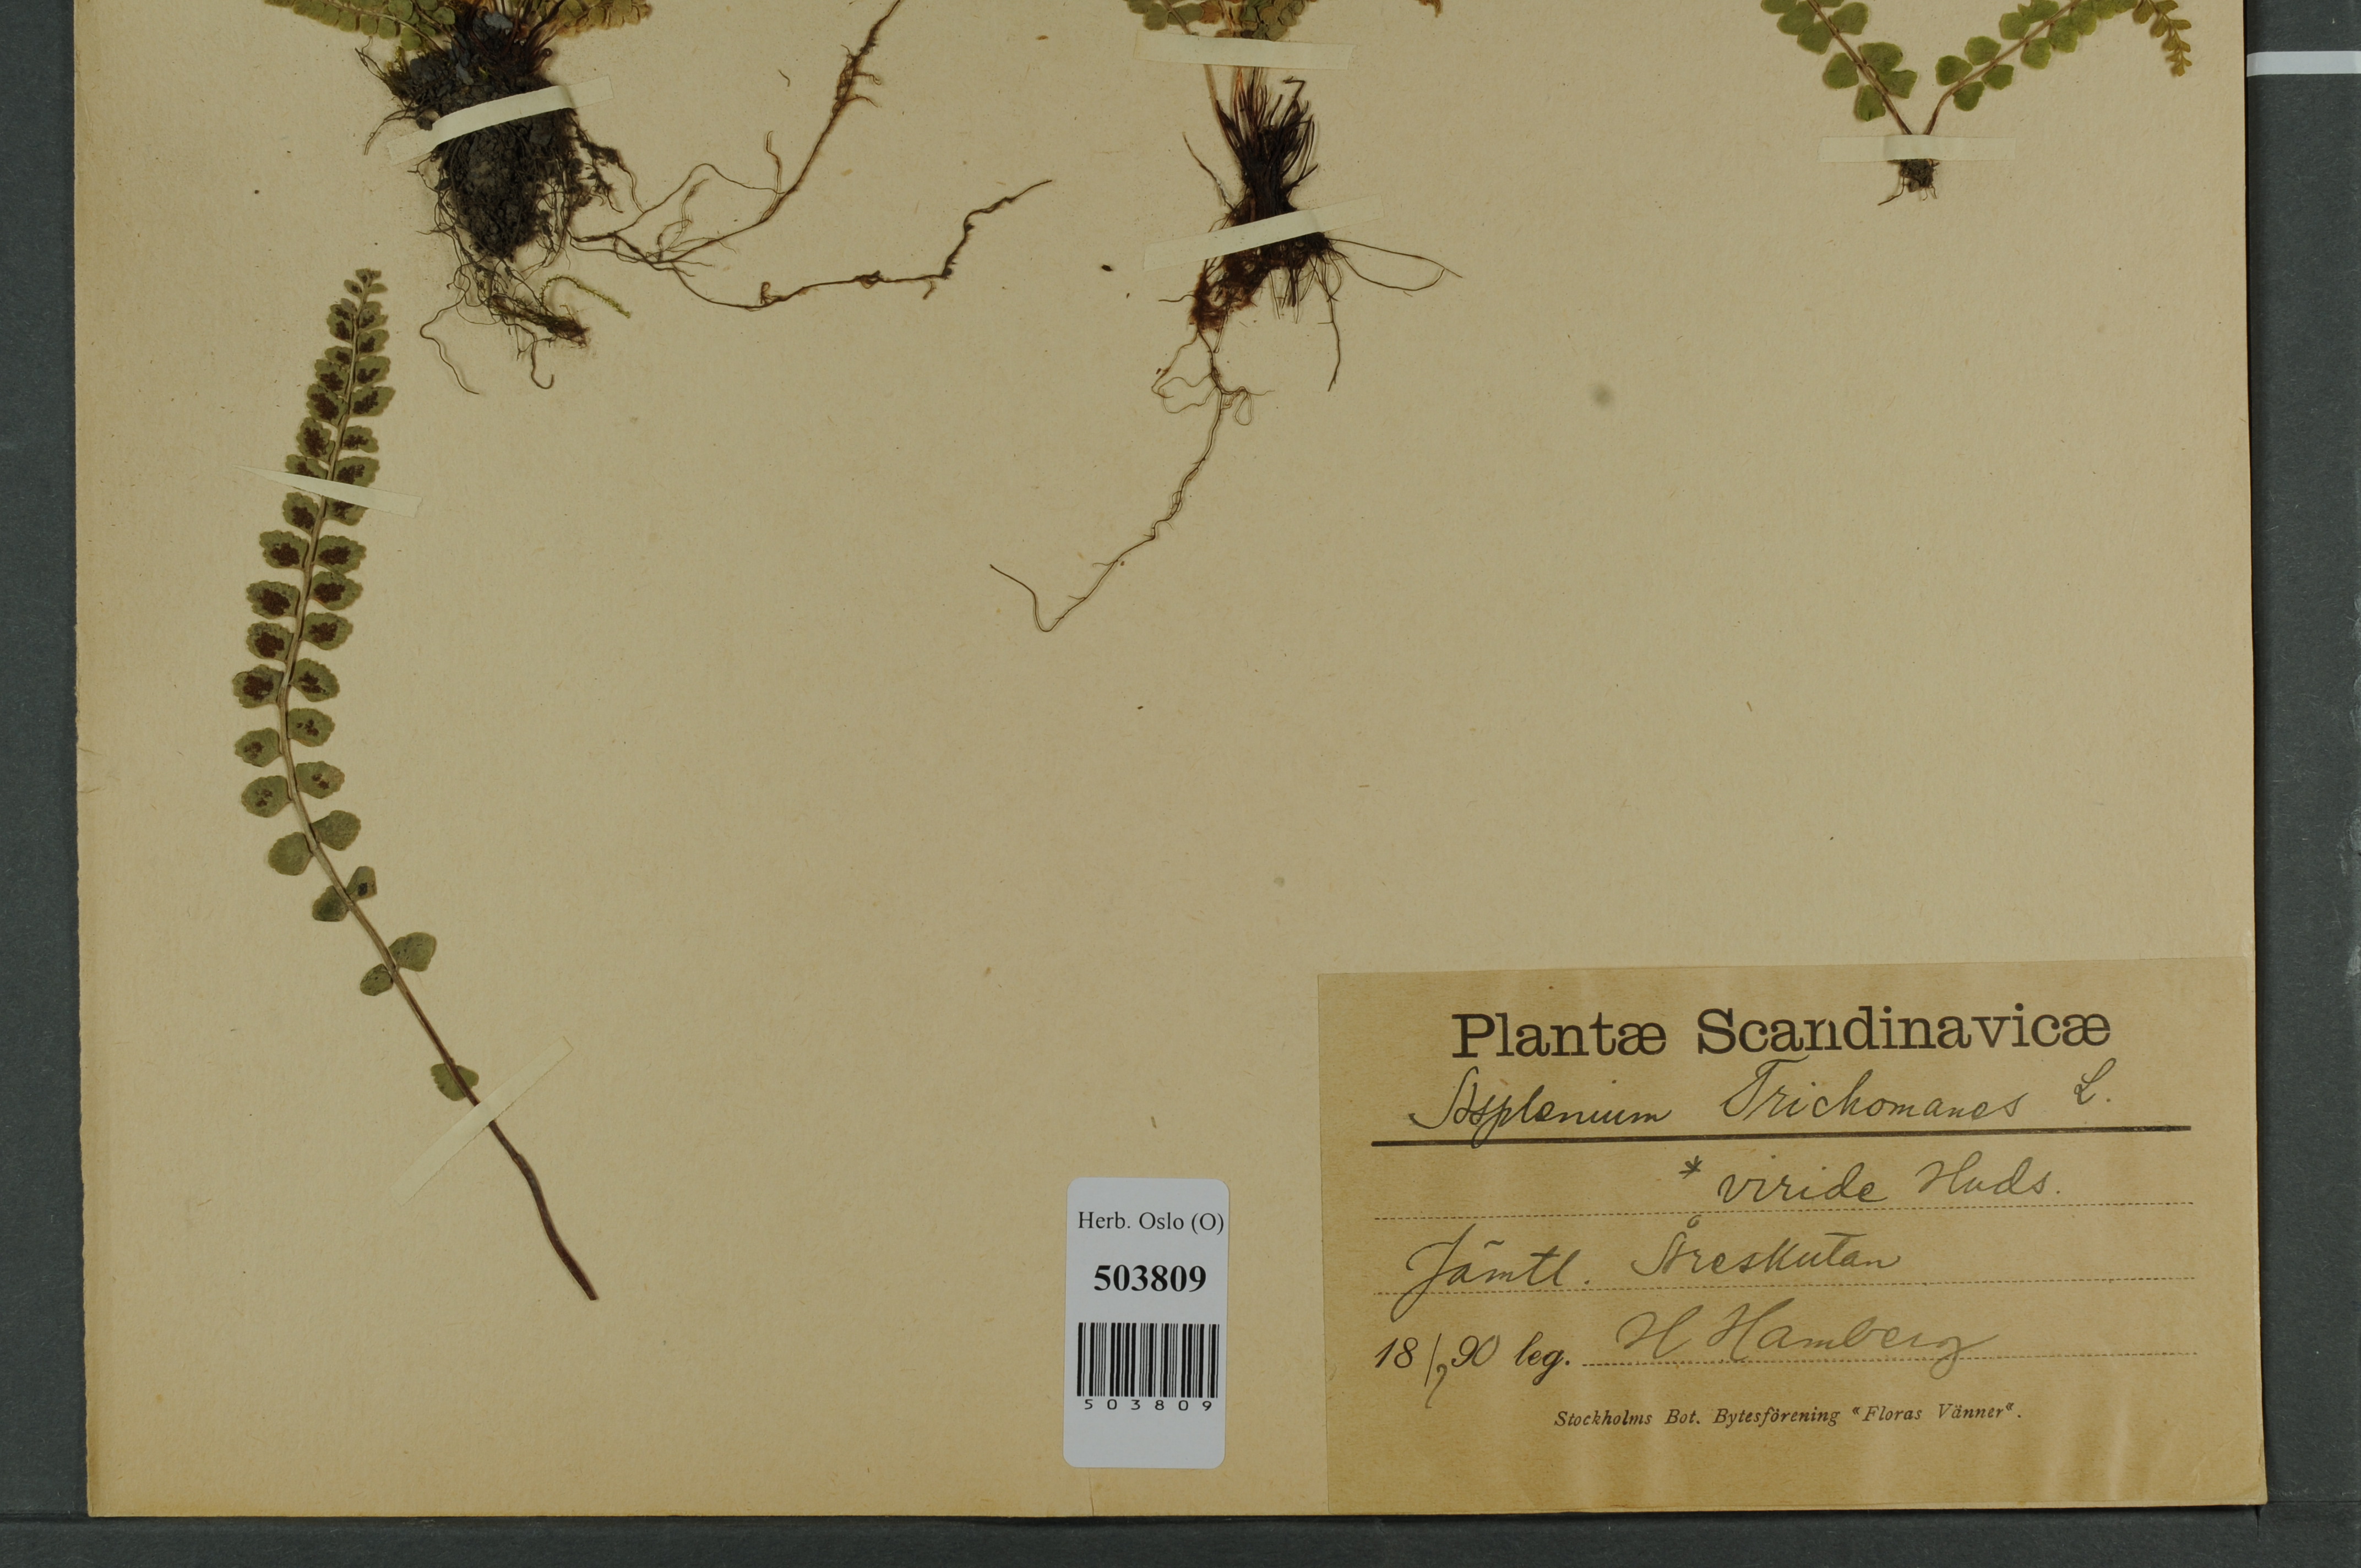 Plantæ Scandinavicæ
Asplenium Trichomanes L.
* viride Huds.
Jämtl. Åreskutan
18 /7 90 leg. H Hamberg
Stockholms Bot. Bytesförening “Floras Vänner“.
Herb. Oslo (O)
503809
503809